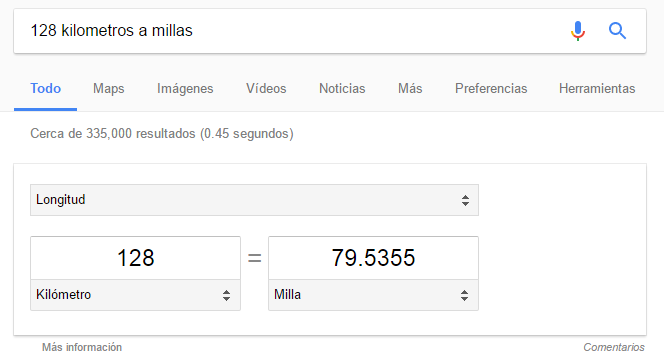 128 kilometros a millas
Todo Maps Imágenes Vídeos Noticias Más Preferencias Herramientas
Cerca de 335,000 resultados (0.45 segundos)
Longitud
128 = 79.5355
Kilómetro Milla
Más información Comentarios